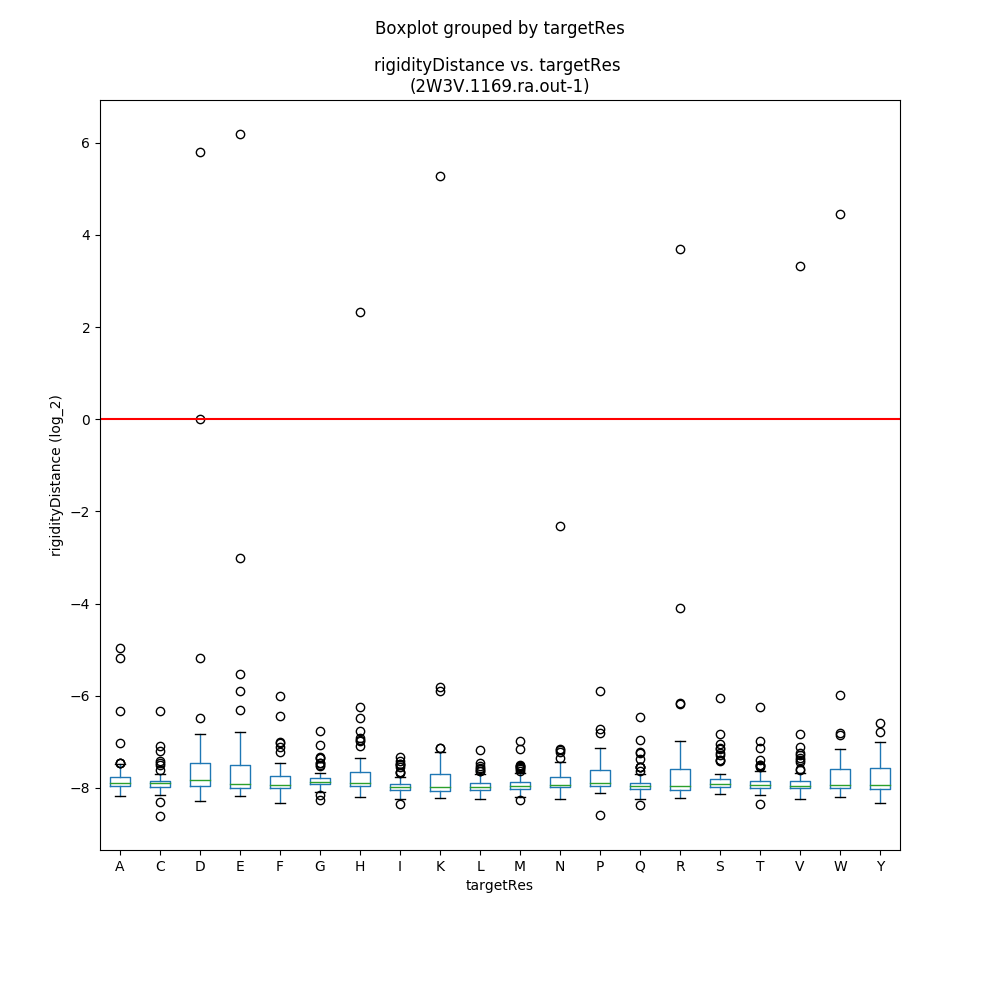 Boxplot grouped by targetRes
rigidityDistance vs. targetRes
(2W3V.1169.ra.out-1)
6
4
2
0
−2
−4
−6
−8
rigidityDistance (log_2)
A C D E F G H I K L M N P Q R S T V W Y
targetRes